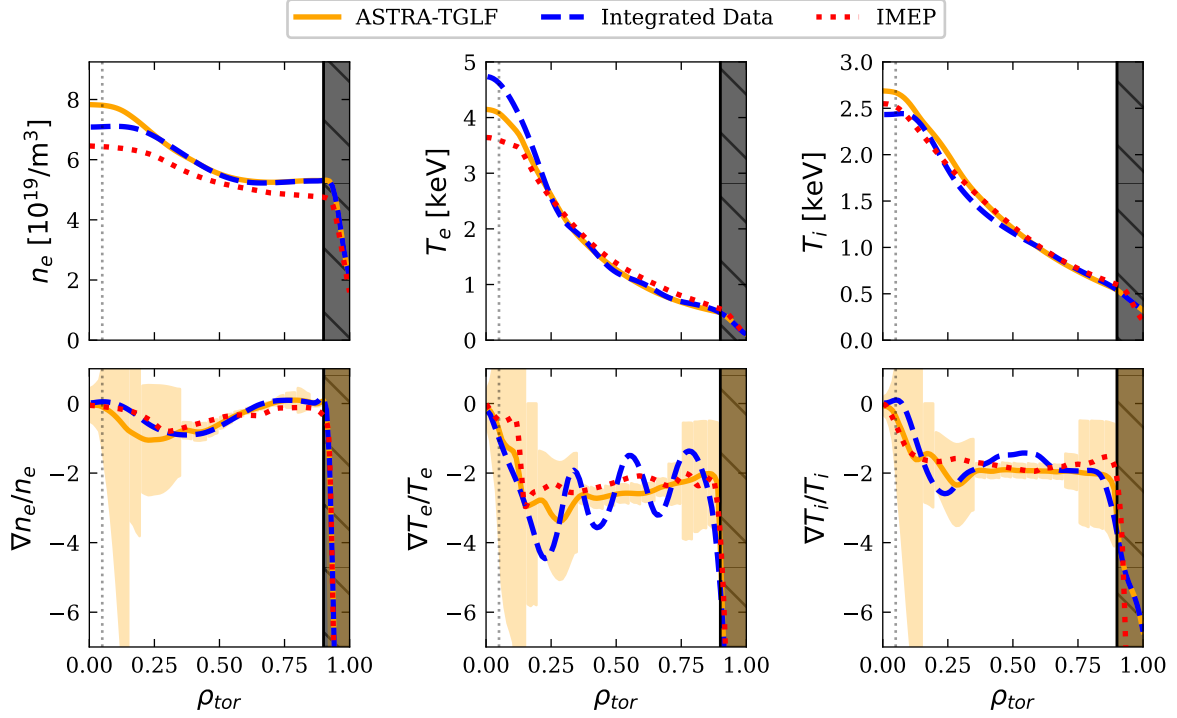 ASTRA-TGLF Integrated Data IMEP
8
6
4
2
0
n_e [10^19/m^3]
5
4
3
2
1
0
T_e [keV]
3.0
2.5
2.0
1.5
1.0
0.5
0.0
T_i [keV]
0
−2
−4
−6
∇n_e/n_e
0.00 0.25 0.50 0.75 1.00
ρ_tor
0
−2
−4
−6
∇T_e/T_e
0.00 0.25 0.50 0.75 1.00
ρ_tor
0
−2
−4
−6
∇T_i/T_i
0.00 0.25 0.50 0.75 1.00
ρ_tor